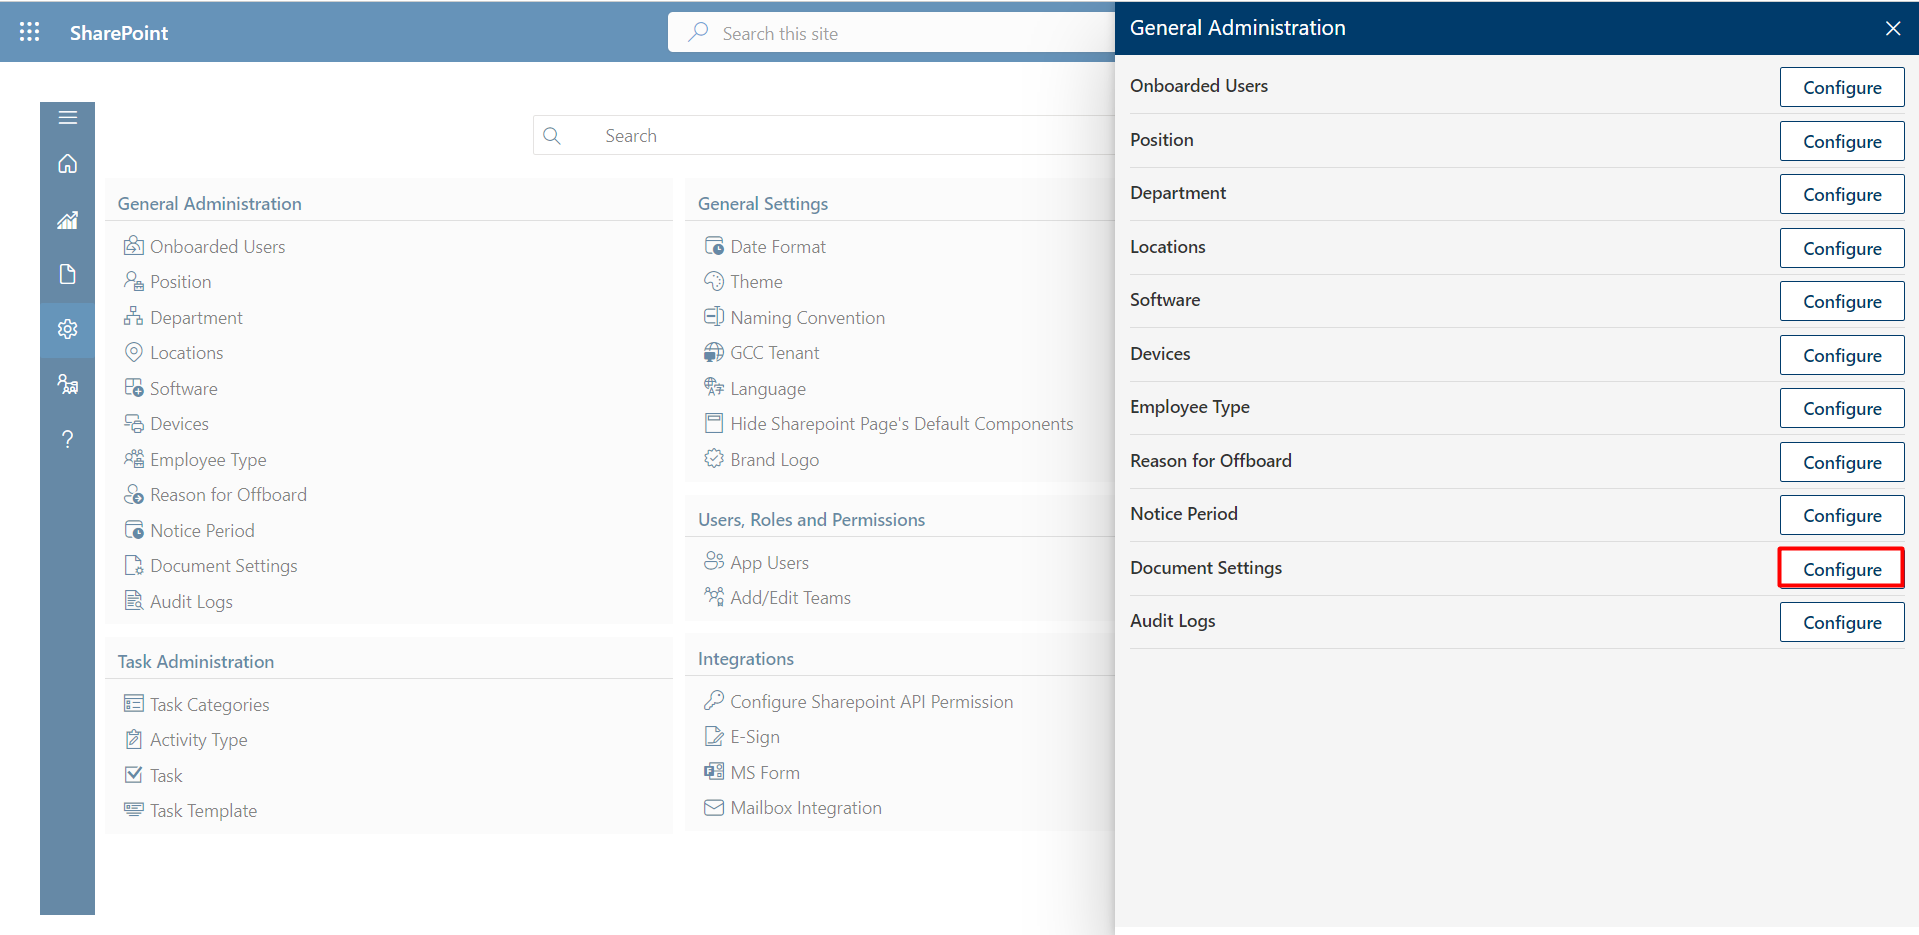 SharePoint
Search this site
Search
General Administration
Onboarded Users
Position
Department
Locations
Software
Devices
Employee Type
Reason for Offboard
Notice Period
Document Settings
Audit Logs
Task Administration
Task Categories
Activity Type
Task
Task Template
General Settings
Date Format
Theme
Naming Convention
GCC Tenant
Language
Hide Sharepoint Page's Default Components
Brand Logo
Users, Roles and Permissions
App Users
Add/Edit Teams
Integrations
Configure Sharepoint API Permission
E-Sign
MS Form
Mailbox Integration
General Administration
Onboarded Users Configure
Position Configure
Department Configure
Locations Configure
Software Configure
Devices Configure
Employee Type Configure
Reason for Offboard Configure
Notice Period Configure
Document Settings Configure
Audit Logs Configure